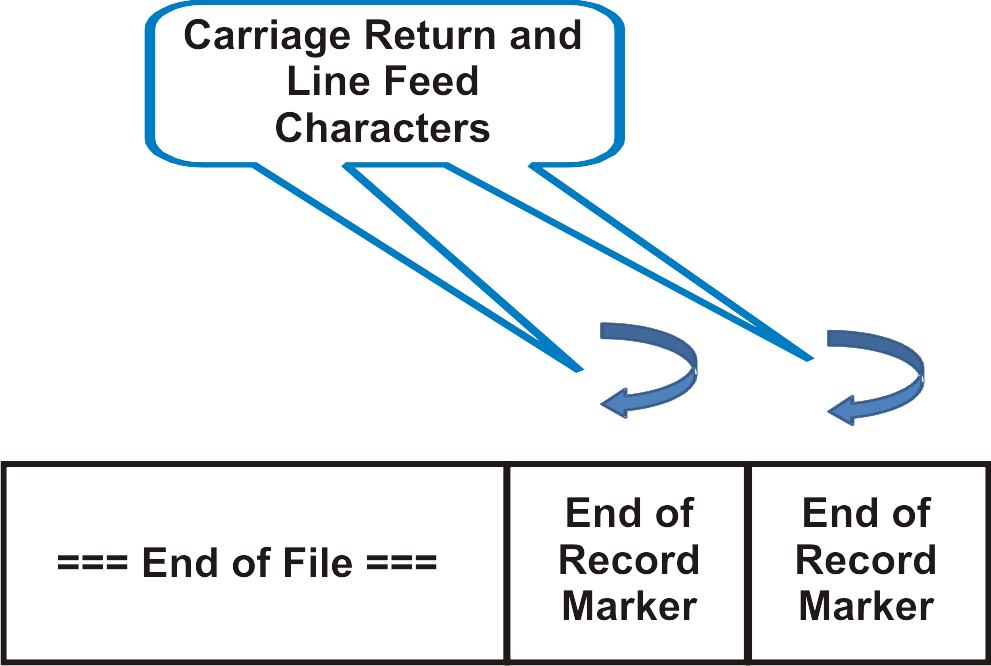 Carriage Return and
Line Feed
Characters
=== End of File ===
End of
Record
Marker
End of
Record
Marker